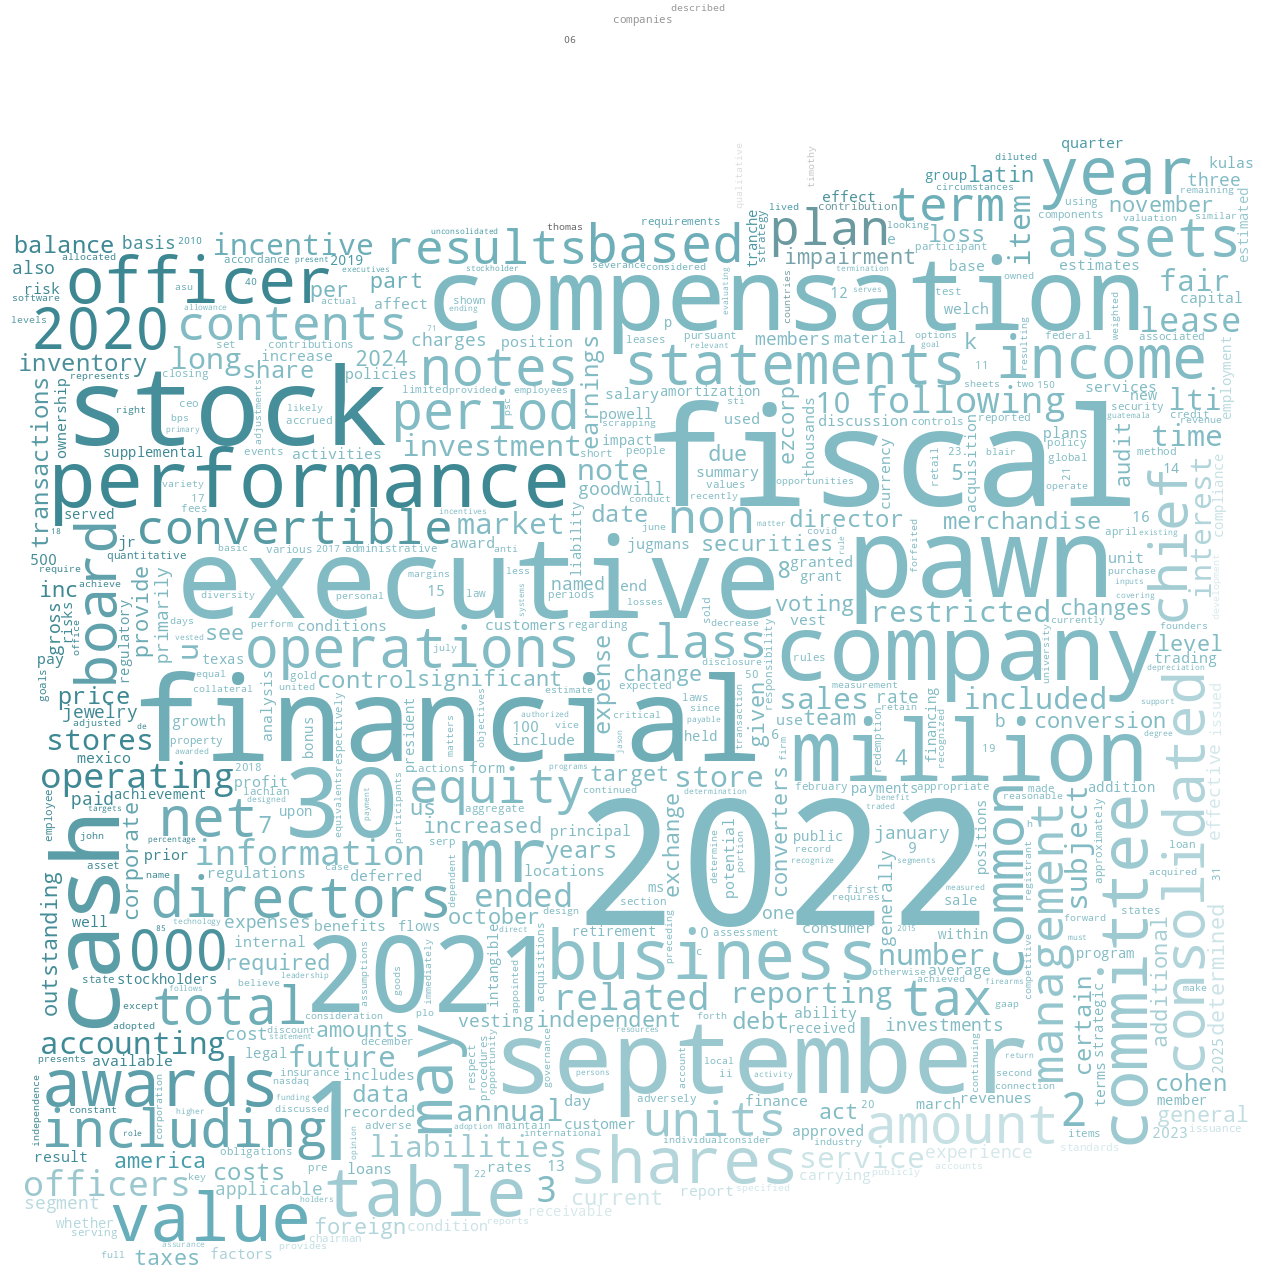 described
companies
06
qualitative
timothy
quarter
year
kulas
diluted
group latin
three
circumstances
remaining
effect
term
item
using
november
lived contribution
components
valuation similar
estimated
requirements
looking
thomas
unconsolidated
tranche
strategy
plan
e
loss
assets
balance
basis
2010
incentive
results
based
participant
allocated
accordance present
2019
executives
stockholder
severance considered
impairment
base
estimates
also
officer
per
part
compensation
termination
owned
fair
risk
asu
40
evaluating
countries
test
software
allowance
actual
affect
shown
ending
12 serves
welch
weighted
capital
levels
2020
contents
71
charges
position
p
members material
k
resulting
lease
set
contributions
notes
leases
pursuant
options
federal
associated
inventory
long
increase
2024
earnings
statements
relevant
goal
11
income
closing
share
policies
represents
limited provided employees
salary amortization
sheets two 150
services
employment
transactions
ownership
right
ceo
likely
adjustments
stock
period
psc
sti
ezcorp
10 following
new
lti
bps
accrued
scrapping
powell
used
security
guatemala
primary
discussion
controls
reported
credit
revenue
events
activities
investment
short
impact
people
due
thousands
currency
retail
23
blair
acquisition
plans
policy
audit
time
supplemental
performance
note
summary
global
method
variety
goodwill
values
opportunities
5
21
14
17
fees
conduct
recently
operate
interest
compliance
served
incentives
fiscal
18
jr
convertible
market
date
june
non
matter
director
merchandise
16
500
quantitative
basic
various 2017 administrative
award
anti
liability
jugmans
securities
covid
rule
april existing
chief
require
achieve
margins
less
named
end
8 granted
forfeited
unit
purchase
inc
board
provide
diversity
personal
15
law
systems
periods
losses
sold
grant
pawn
inputs
covering
development
gross
risks
primarily
days
perform
conditions
executive
customers
regarding
decrease
voting
restricted
changes
founders
office
regulatory
vested
u
see
july
class
vest
currently
pay
texas
operations
expense
responsibility
rules
company
university
level
goals
equal
gold
disclosure
50
trading
price
collateral
united
control significant
change
measurement
depreciation
jewelry
analysis
estimate
expected
laws
since
given
sales
rate
retain
included
support
adjusted
de
growth
authorized
critical
payable
transaction
use team
financing
recognized
b
conversion
stores
awarded
property
bonus
respectively
president
matters
objectives
100
vice
include
jason
held
6
firm
redemption
degree
mexico
financial
million
19
consolidated
effective issued
operating
2018
profit
actions
form
programs
target
store
4
employee
paid
achievement
lachlan
designed
equivalents
payment
participants
us
equity
continued
determination
february payments appropriate
made
reasonable
addition
targets
upon
30
aggregate
benefit
traded
john
net
7
increased
principal
public
january
h
loan
corporate
percentage
information
serp
exchange
converters
record
9
positions
common
registrant
approximately
prior
name
case
mr
years
determine
potential
portion
recognize
segments
acquired
asset
regulations
deferred
dependent
locations
ms
2022
first
measured
management
subject
committee
31
outstanding
directors
ended
section
one
requires
sale
well
85
technology expenses
benefits flows
october
design
retirement
0 assessment
consumer
generally
2015
within
forward
states
determined
000
internal
2021
intangible
preceding
business
number
must
program
state
stockholders
required
leadership
believe
assumptions
goods
immediately
appointed
acquisitions
c
otherwise
average
achieved
firearms
competitive
certain
strategic
additional
except
follows
total
consideration
plo
related
reporting
tax
gaap
make
adopted
cost
discount
statement
amounts
vesting
independent
forth
debt
ability
received
investments
2025
accounting
december
resources
presents available
legal
future
respect
procedures
opportunity
governance
september
account
local
ii
persons
activity
continuing
return
second
connection
terms
cohen
independence
awards
nasdaq
insurance
includes
may
adversely
finance
march
revenues
member
constant
corporation
funding
data
day
units
act
20
2
including
higher
discussed
recorded
annual
approved
amount
general
role
1
adverse
adoption maintain
customer
industry
items
2023
issuance
result
obligations
opinion
liabilities
international
individual consider
service
experience
standards
america
pre
loans
rates
13
shares
accounts
officers
key
costs
22
carrying
publicly
segment
applicable
holders
table
3
current
report
specified
whether
value
foreign
condition
reports
receivable
serving
chairman
full
taxes
assurance
factors
provides